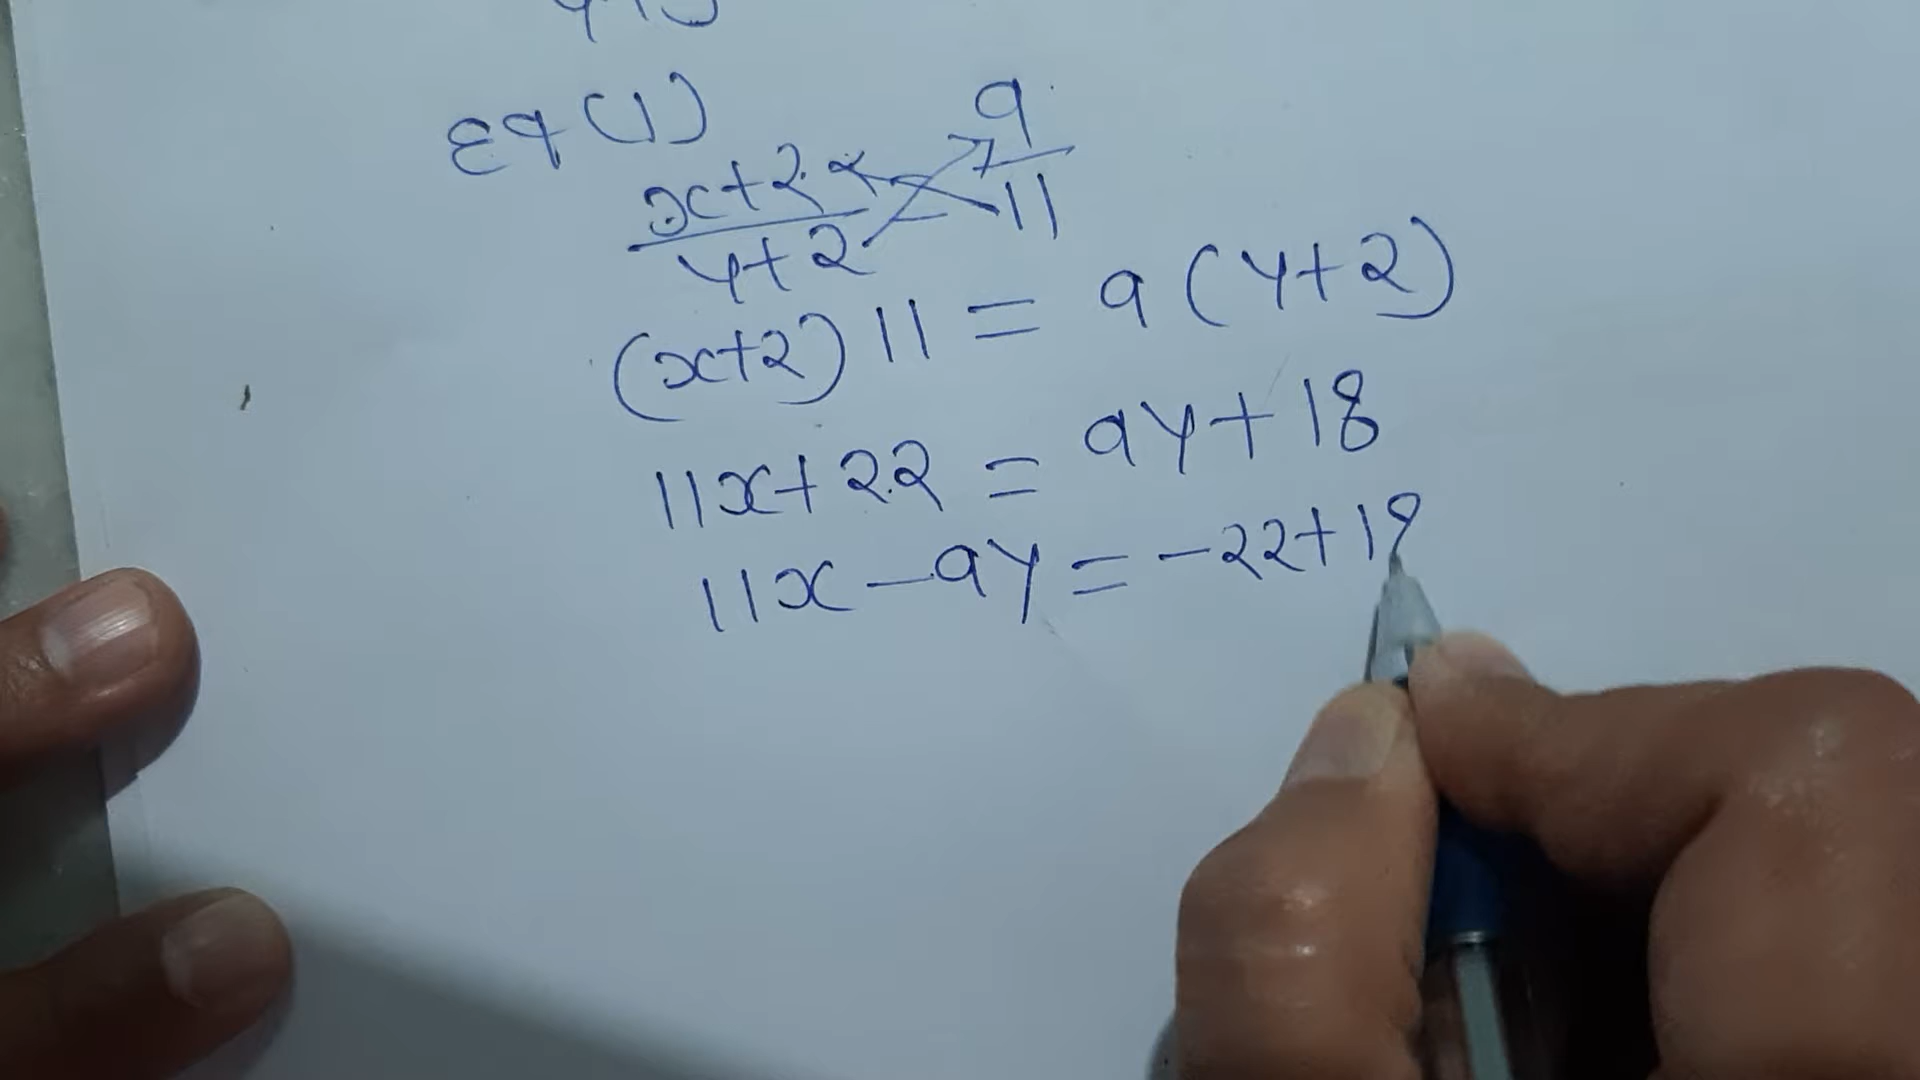 Eq (1)
x+2 / y+2 = 9 / 11
(x+2) 11 = 9 (y+2)
11x+22 = 9y+18
11x-9y = -22+18